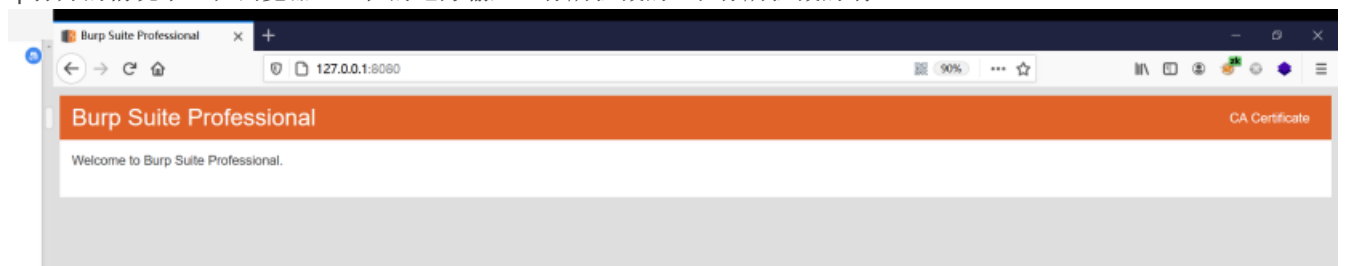 Burp Suite Professional
127.0.0.1:8080
90%
zk
Burp Suite Professional
CA Certificate
Welcome to Burp Suite Professional.